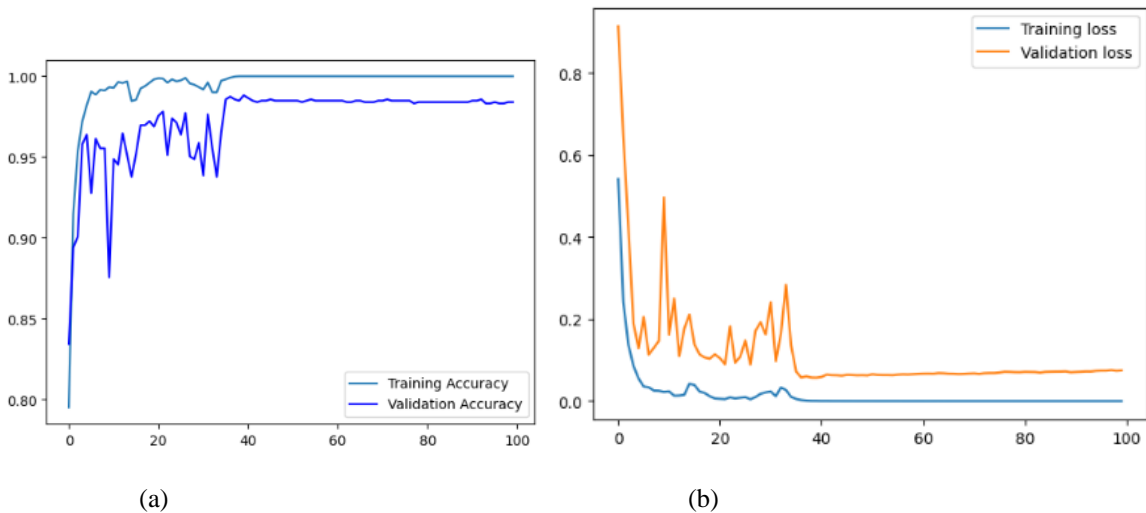 1.00
0.95
0.90
0.85
0.80
0 20 40 60 80 100
Training Accuracy
Validation Accuracy
0.8
0.6
0.4
0.2
0.0
0 20 40 60 80 100
Training loss
Validation loss
(a) (b)